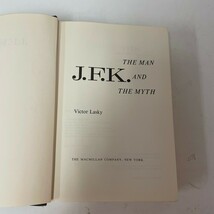 THE MAN
J.F.K. AND
THE MYTH
Victor Lasky
THE MACMILLAN COMPANY, NEW YORK